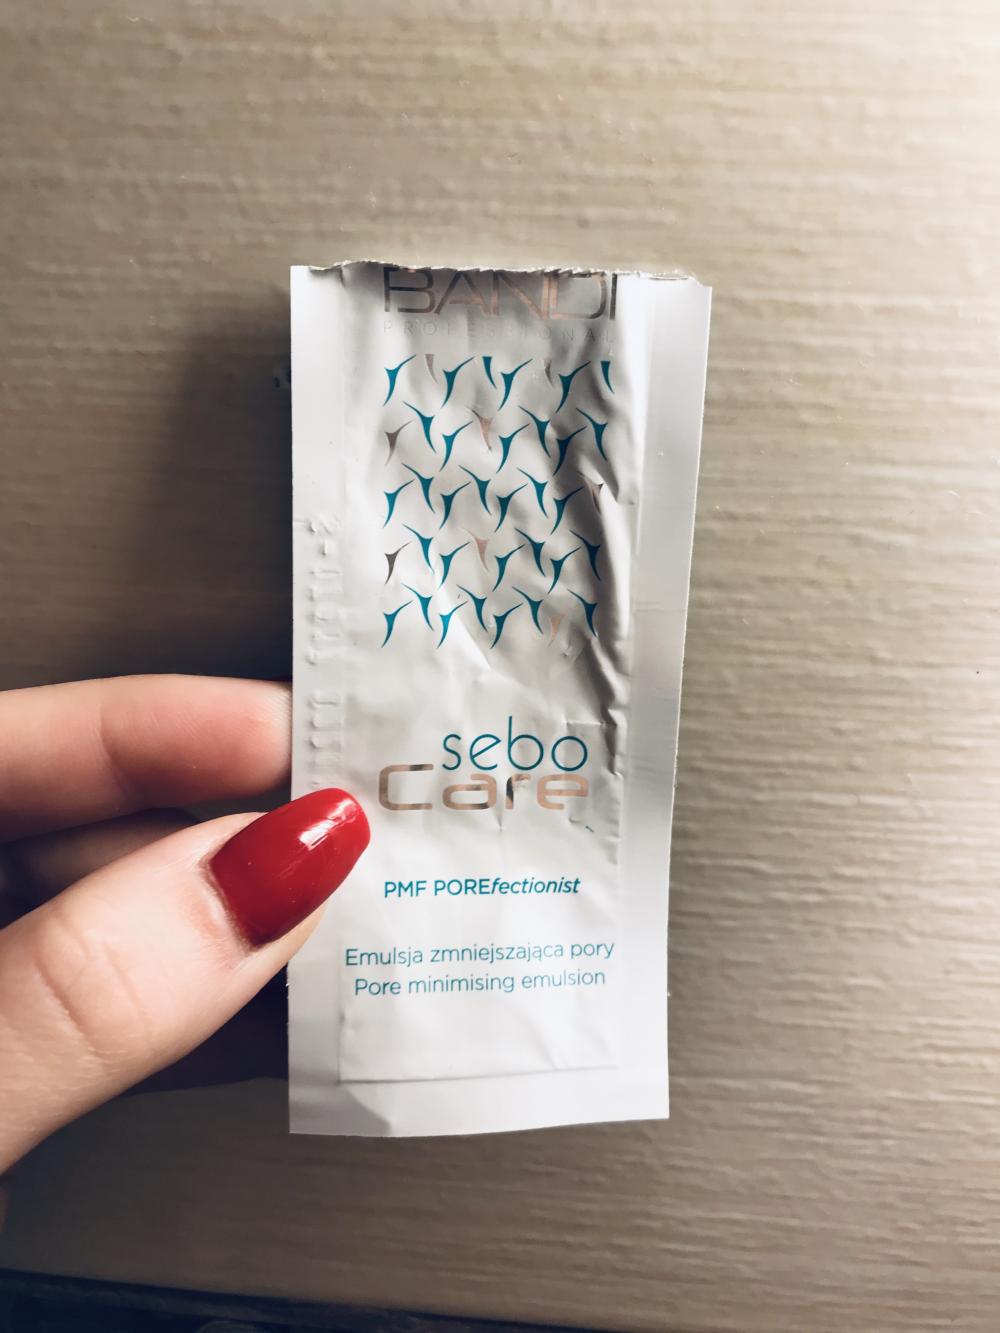 BANDI
PROFESSIONAL
sebo
Care
PMF POREfectionist
Emulsja zmniejszająca pory
Pore minimising emulsion